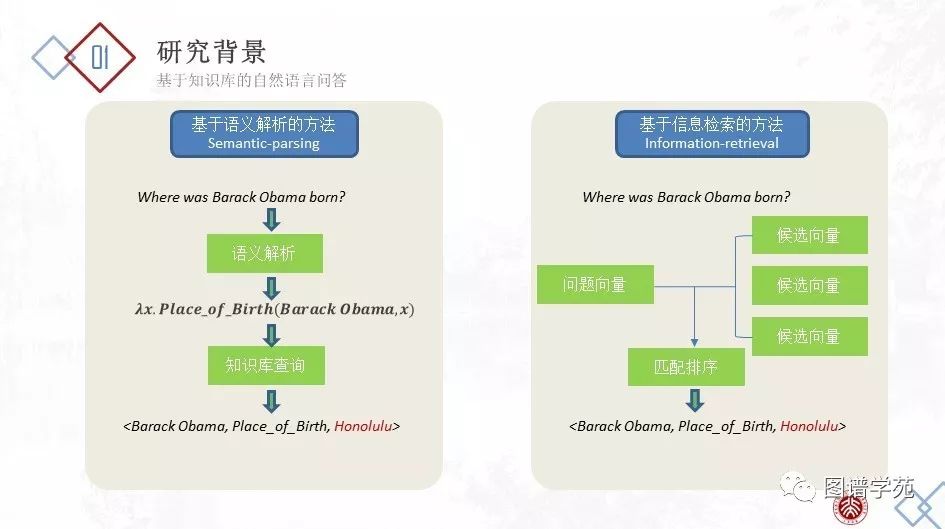 01
研究背景
基于知识库的自然语言问答
基于语义解析的方法
Semantic-parsing
Where was Barack Obama born?
语义解析
λx.Place_of_Birth(Barack Obama,x)
知识库查询
<Barack Obama, Place_of_Birth, Honolulu>
基于信息检索的方法
Information-retrieval
Where was Barack Obama born?
候选向量
问题向量
候选向量
候选向量
匹配排序
<Barack Obama, Place_of_Birth, Honolulu>
图谱学苑